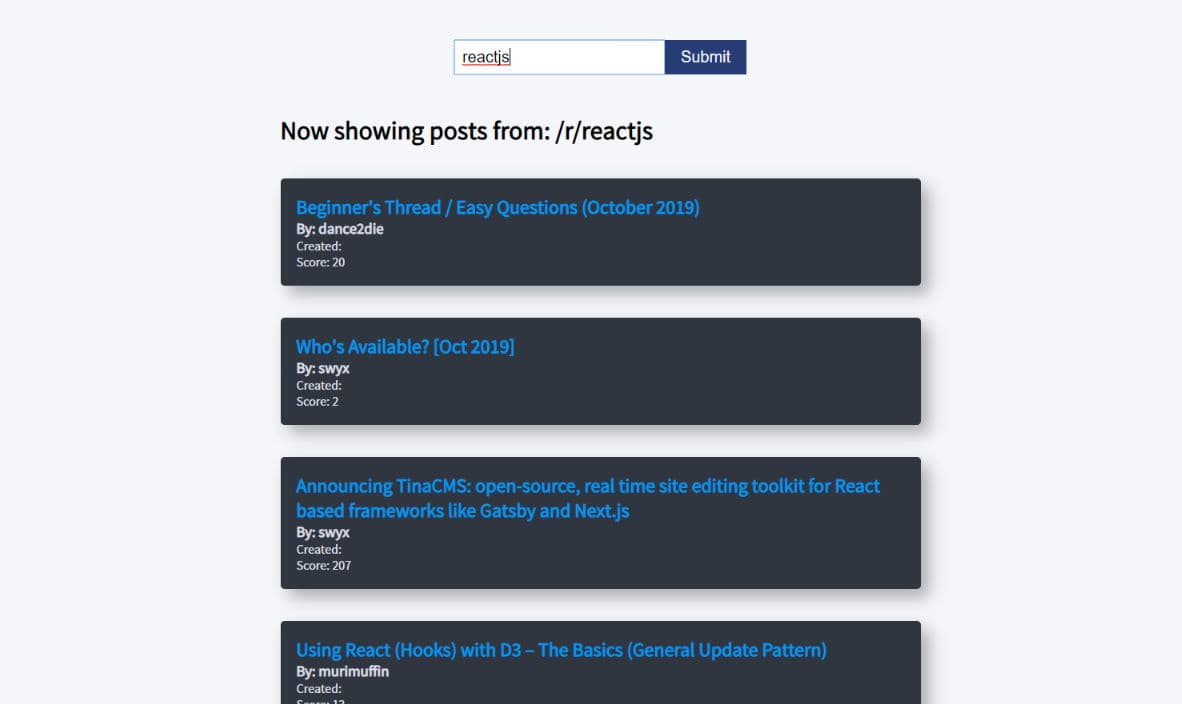 reactjs
Submit
Now showing posts from: /r/reactjs
Beginner's Thread / Easy Questions (October 2019)
By: dance2die
Created:
Score: 20
Who's Available? [Oct 2019]
By: swyx
Created:
Score: 2
Announcing TinaCMS: open-source, real time site editing toolkit for React
based frameworks like Gatsby and Next.js
By: swyx
Created:
Score: 207
Using React (Hooks) with D3 – The Basics (General Update Pattern)
By: murimuffin
Created:
Score: